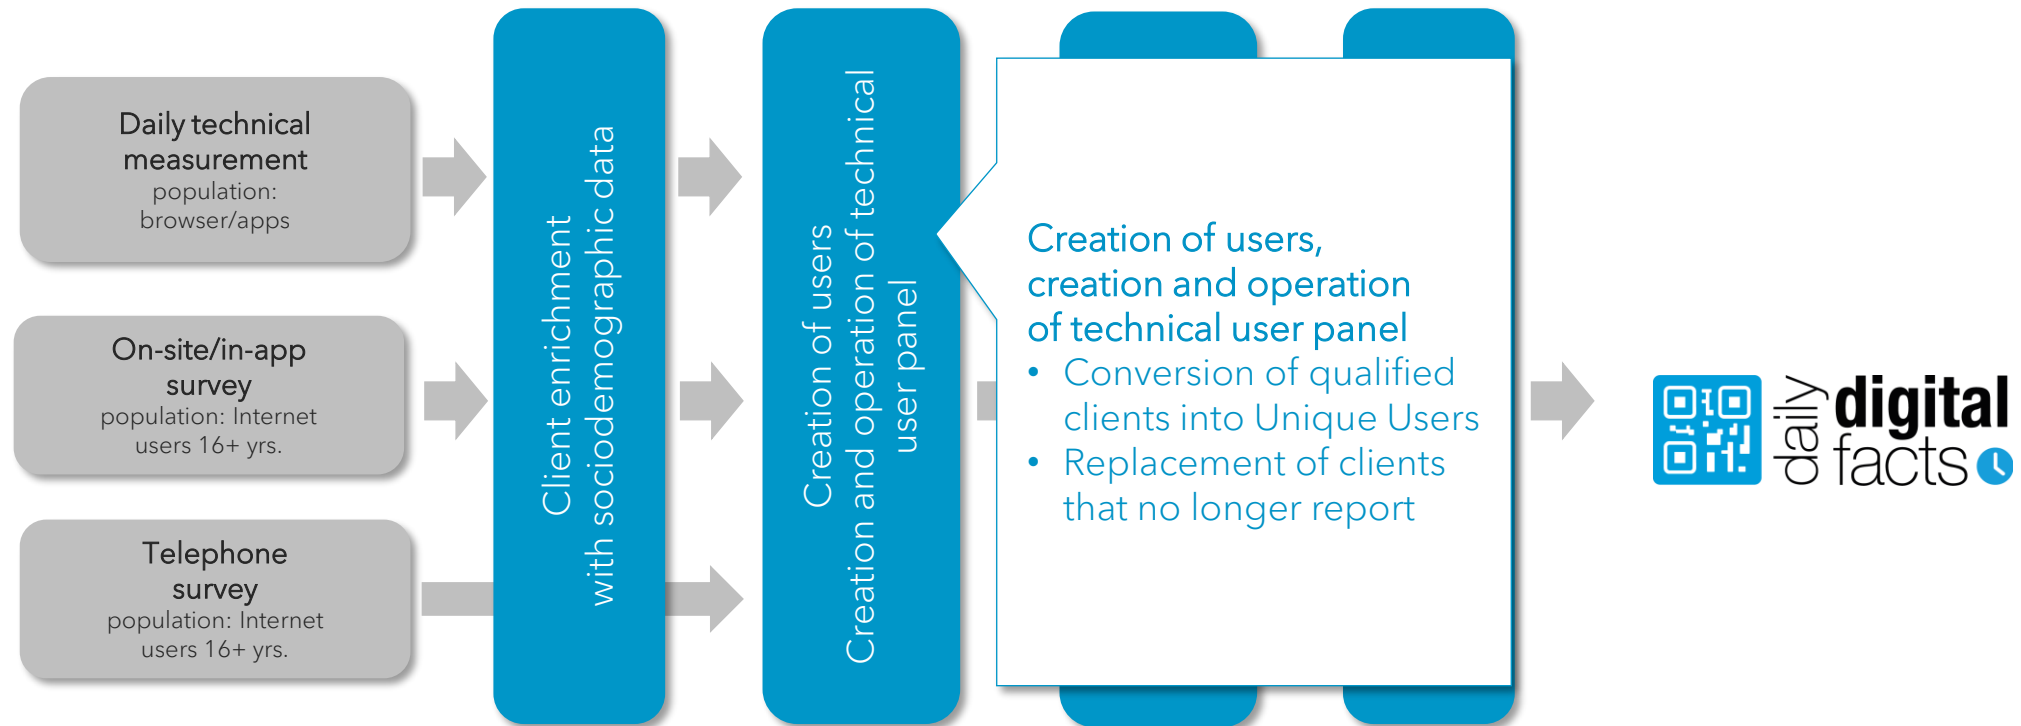 Daily technical
measurement
population:
browser/apps
On-site/in-app
survey
population: Internet
users 16+ yrs.
Telephone
survey
population: Internet
users 16+ yrs.
Client enrichment
with sociodemographic data
Creation of users
Creation and operation of technical
user panel
Creation of users,
creation and operation
of technical user panel
• Conversion of qualified
clients into Unique Users
• Replacement of clients
that no longer report
daily
digital
facts